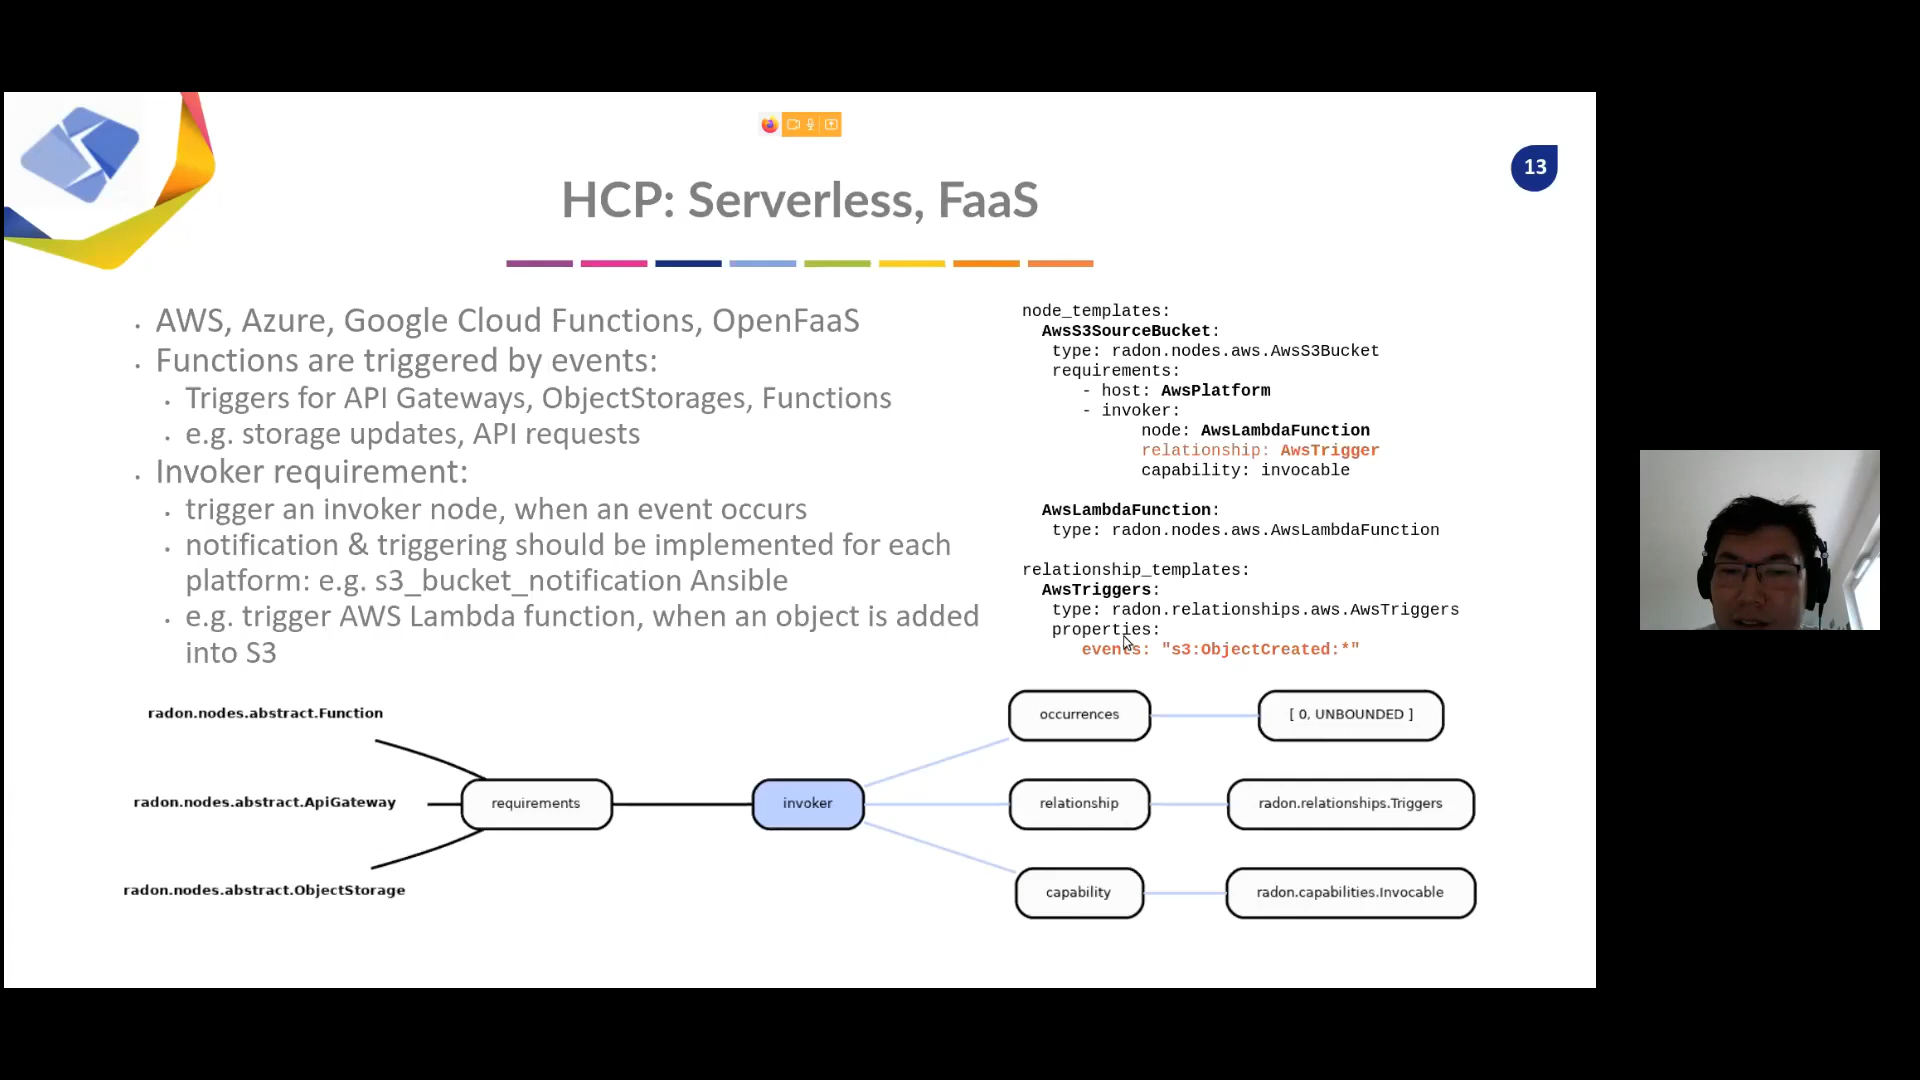 13
HCP: Serverless, FaaS
AWS, Azure, Google Cloud Functions, OpenFaaS
Functions are triggered by events:
Triggers for API Gateways, ObjectStorages, Functions
e.g. storage updates, API requests
Invoker requirement:
trigger an invoker node, when an event occurs
notification & triggering should be implemented for each
platform: e.g. s3_bucket_notification Ansible
e.g. trigger AWS Lambda function, when an object is added
into S3
node_templates:
AwsS3SourceBucket:
type: radon.nodes.aws.AwsS3Bucket
requirements:
- host: AwsPlatform
- invoker:
node: AwsLambdaFunction
relationship: AwsTrigger
capability: invocable
AwsLambdaFunction:
type: radon.nodes.aws.AwsLambdaFunction
relationship_templates:
AwsTriggers:
type: radon.relationships.aws.AwsTriggers
properties:
events: "s3:ObjectCreated:*"
radon.nodes.abstract.Function
radon.nodes.abstract.ApiGateway
radon.nodes.abstract.ObjectStorage
requirements
invoker
occurrences
[ 0, UNBOUNDED ]
relationship
radon.relationships.Triggers
capability
radon.capabilities.Invocable